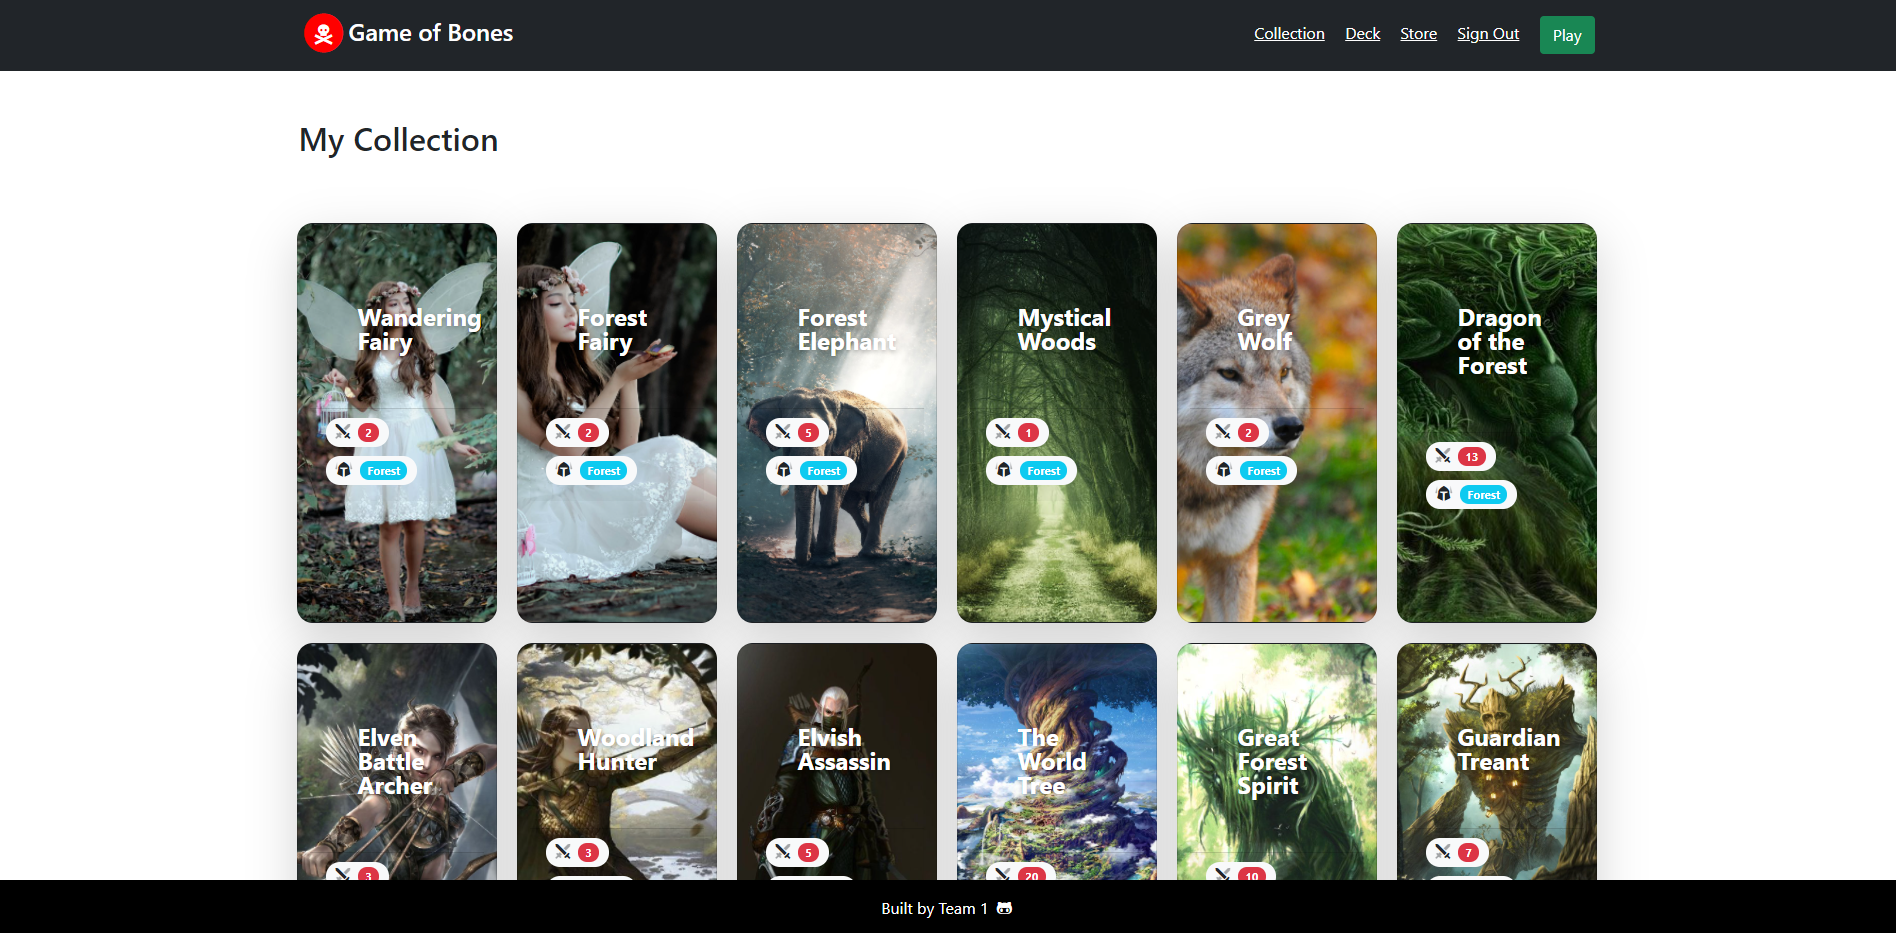 Game of Bones
Collection Deck Store Sign Out Play
My Collection
Wandering
Fairy
2
Forest
Forest
Fairy
2
Forest
Forest
Elephant
5
Forest
Mystical
Woods
1
Forest
Grey
Wolf
2
Forest
Dragon
of the
Forest
13
Forest
Elven
Battle
Archer
3
Woodland
Hunter
3
Elvish
Assassin
5
The
World
Tree
20
Great
Forest
Spirit
10
Guardian
Treant
7
Built by Team 1